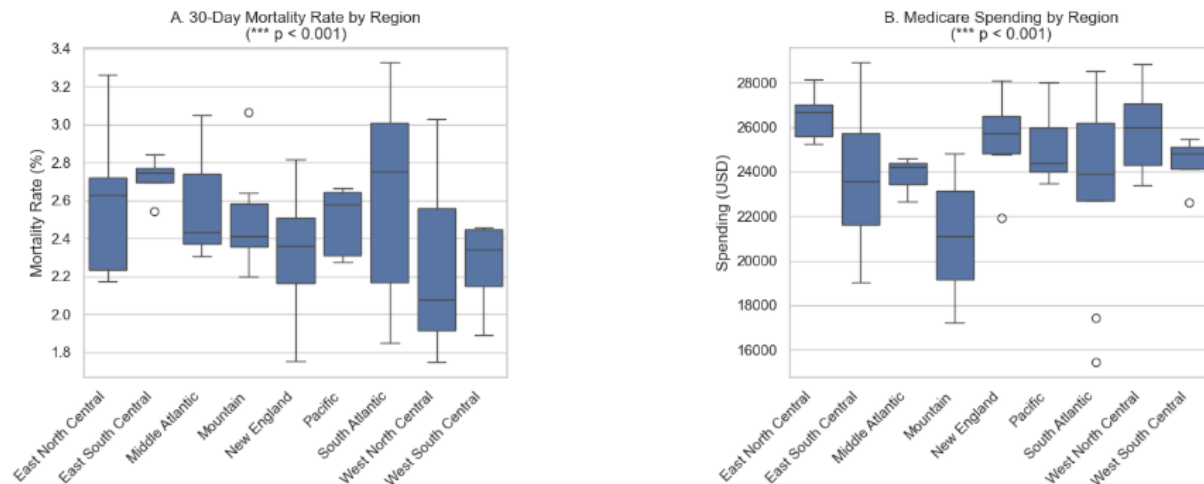 A. 30-Day Mortality Rate by Region
(*** p < 0.001)
3.4
3.2
3.0
2.8
2.6
2.4
2.2
2.0
1.8
Mortality Rate (%)
East North Central
East South Central
Middle Atlantic
Mountain
New England
Pacific
South Atlantic
West North Central
West South Central
B. Medicare Spending by Region
(*** p < 0.001)
28000
26000
24000
22000
20000
18000
16000
Spending (USD)
East North Central
East South Central
Middle Atlantic
Mountain
New England
Pacific
South Atlantic
West North Central
West South Central